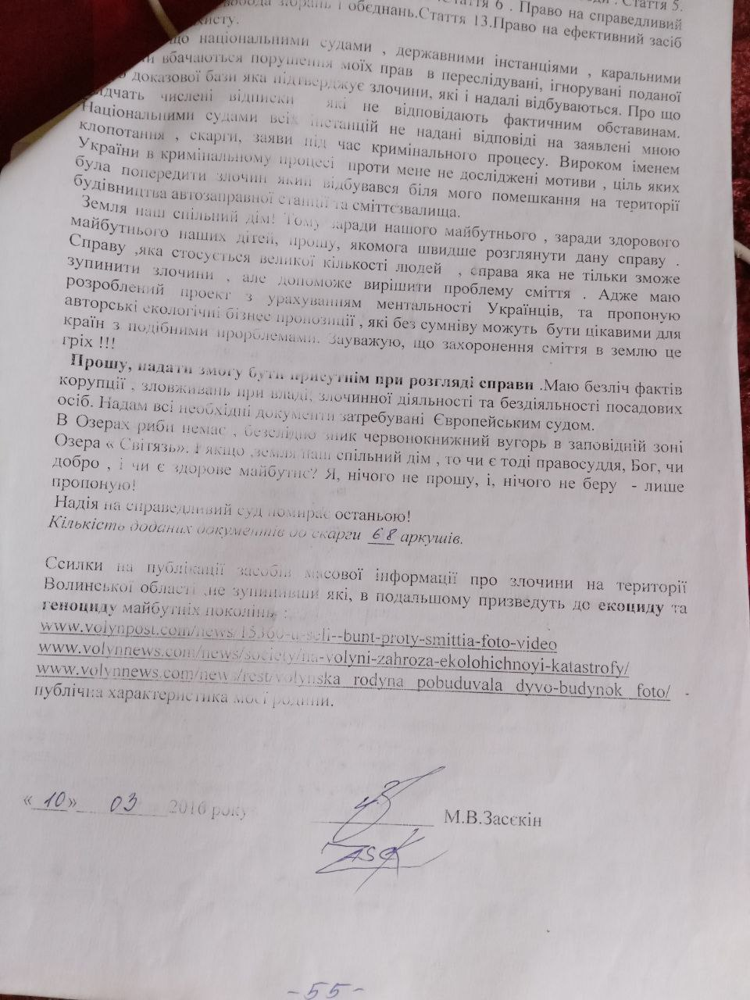 Стаття 5.
свобода зібрань і обєднань.Стаття 13.Право на ефективний засіб
Стаття 6 . Право на справедливий
захисту.
що національними судами , державними інстанціями , каральними
вбачаються порушення моїх прав в переслідувані, ігнорувані поданої
доказової бази яка підтверджує злочини, які і надалі відбуваються. Про що
свідчать числені відписки які не відповідають фактичним обставинам.
Національними судами всіх інстанцій не надані відповіді на заявлені мною
клопотання , скарги, заяви під час кримінального процесу. Вироком іменем
України в кримінальному процесі проти мене не досліджені мотиви , ціль яких
була попередити злочин який відбувався біля мого помешкання на території
будівництва автозаправної станції та сміттєзвалища.
Земля наш спільний дім! Тому заради нашого майбутнього , заради здорового
майбутнього наших дітей, прошу, якомога швидше розглянути дану справу .
Справу ,яка стосується великої кількості людей , справа яка не тільки зможе
зупинити злочини , але допоможе вирішити проблему сміття . Адже маю
розроблений проект з урахуванням ментальності Українців, та пропоную
авторські екологічні бізнес пропозиції , які без сумніву можуть бути цікавими для
країн з подібними прорблемами. Зауважую, що захоронення сміття в землю це
гріх !!!
Прошу, надати змогу бути присутнім при розгляді справи .Маю безліч фактів
корупції , зловживань при владі, злочинної діяльності та бездіяльності посадових
осіб. Надам всі необхідні документи затребувані Європейським судом.
В Озерах риби немає , безслідно зник червонокнижний вугорь в заповідній зоні
Озера « Світязь». І якщо ,земля наш спільний дім , то чи є тоді правосуддя, Бог, чи
добро , і чи є здорове майбутнє? Я, нічого не прошу, і, нічого не беру - лише
пропоную!
Надія на справедливий суд помирає останьою!
Кількість доданих документів до скарги 68 аркушів.
Ссилки на публікації засобів масової інформації про злочини на території
Волинської області ,не зупинивши які, в подальшому призведуть до екоциду та
геноциду майбутніх поколінь :
www.volynpost.com/news/15360-u-seli--bunt-proty-smittia-foto-video
www.volynnews.com/news/society/na-volyni-zahroza-ekolohichnoyi-katastrofy/
www.volynnews.com/news/rest/volynska_rodyna_pobuduvala_dyvo-budynok_foto/ -
публічна характеристика моєї родини.
«10» 03 2016 року М.В.Засєкін
-55-